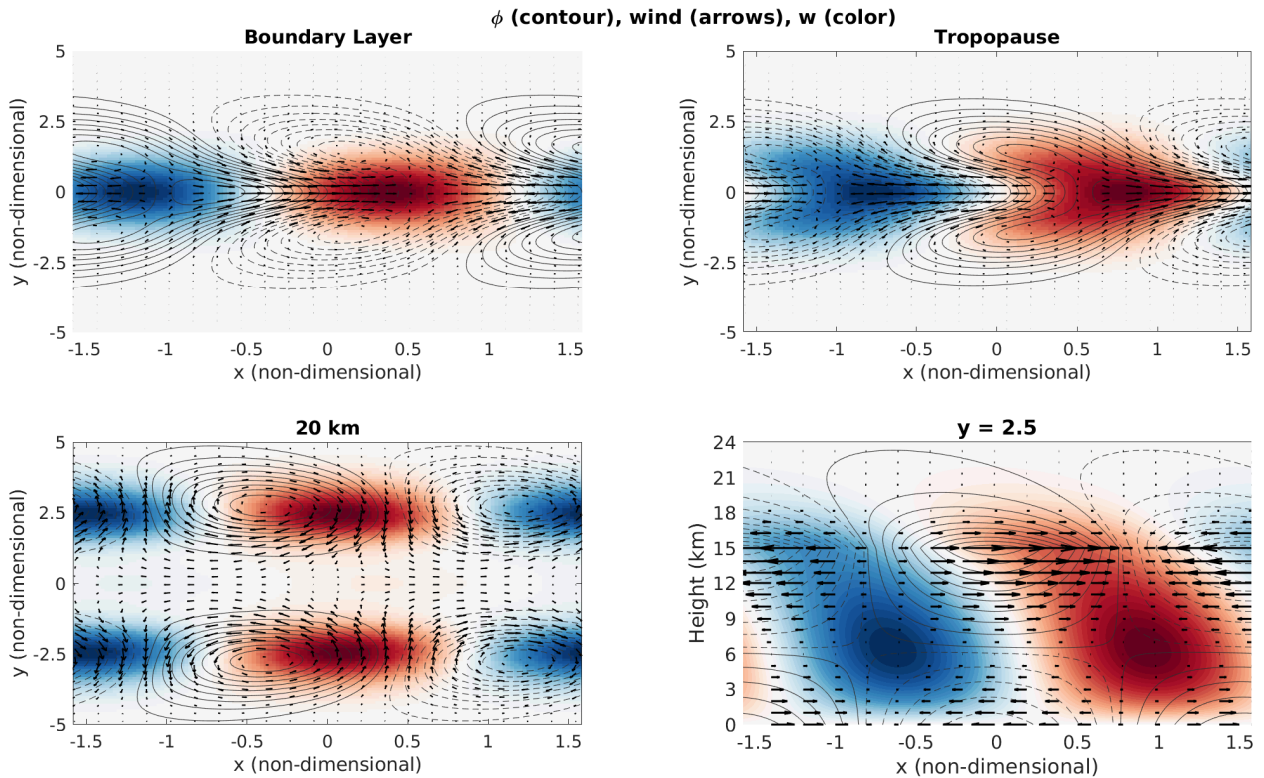 ϕ (contour), wind (arrows), w (color)
Boundary Layer
5
2.5
0
-2.5
-5
y (non-dimensional)
-1.5 -1 -0.5 0 0.5 1 1.5
x (non-dimensional)
Tropopause
5
2.5
0
-2.5
-5
y (non-dimensional)
-1.5 -1 -0.5 0 0.5 1 1.5
x (non-dimensional)
20 km
5
2.5
0
-2.5
-5
y (non-dimensional)
-1.5 -1 -0.5 0 0.5 1 1.5
x (non-dimensional)
y = 2.5
24
21
18
15
12
9
6
3
0
Height (km)
-1.5 -1 -0.5 0 0.5 1 1.5
x (non-dimensional)